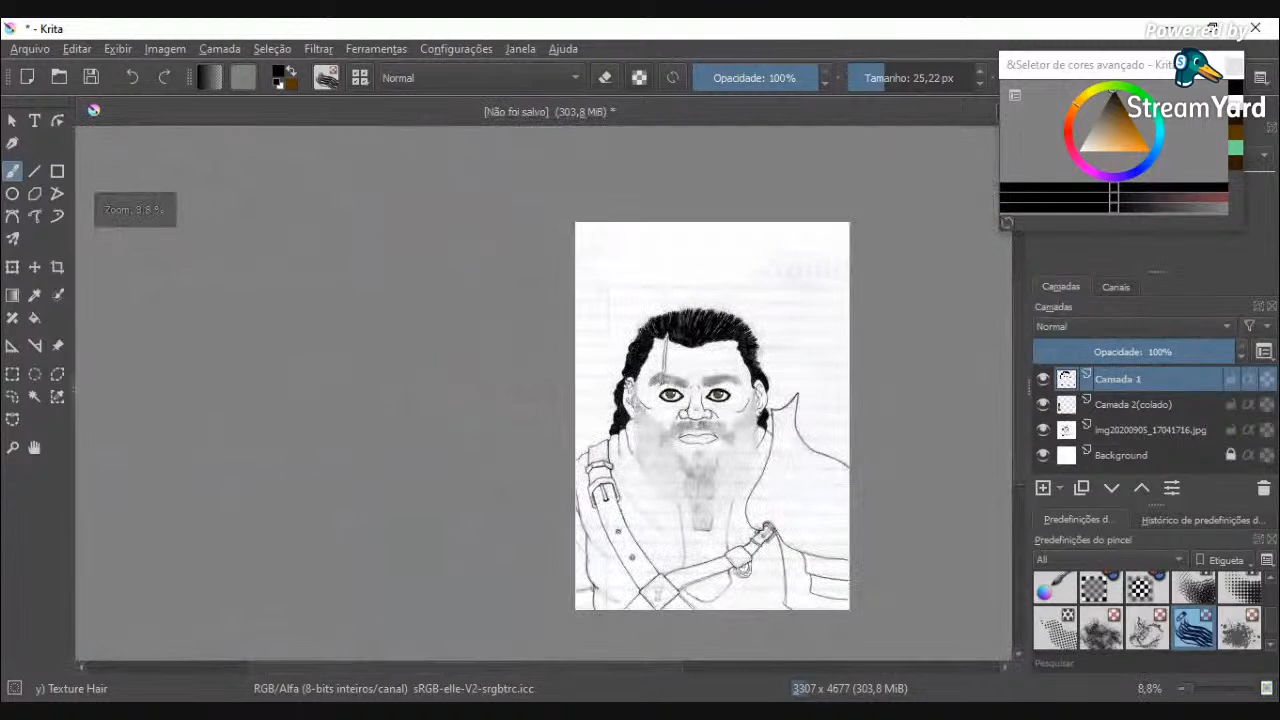 * - Krita
Powered by
StreamYard
Arquivo Editar Exibir Imagem Camada Seleção Filtrar Ferramentas Configurações Janela Ajuda
&Seletor de cores avançado - Krita
Normal
Opacidade: 100%
Tamanho: 25,22 px
[Não foi salvo] (303,8 MiB) *
Zoom: 8,8 %
Camadas Canais
Camadas
Normal
Opacidade: 100%
Camada 1
Camada 2(colado)
img20200905_17041716.jpg
Background
Predefinições d... Histórico de predefinições d...
Predefinições do pincel
All
Etiqueta
Pesquisar
y) Texture Hair
RGB/Alfa (8-bits inteiros/canal) sRGB-elle-V2-srgbtrc.icc
3307 x 4677 (303,8 MiB)
8,8%